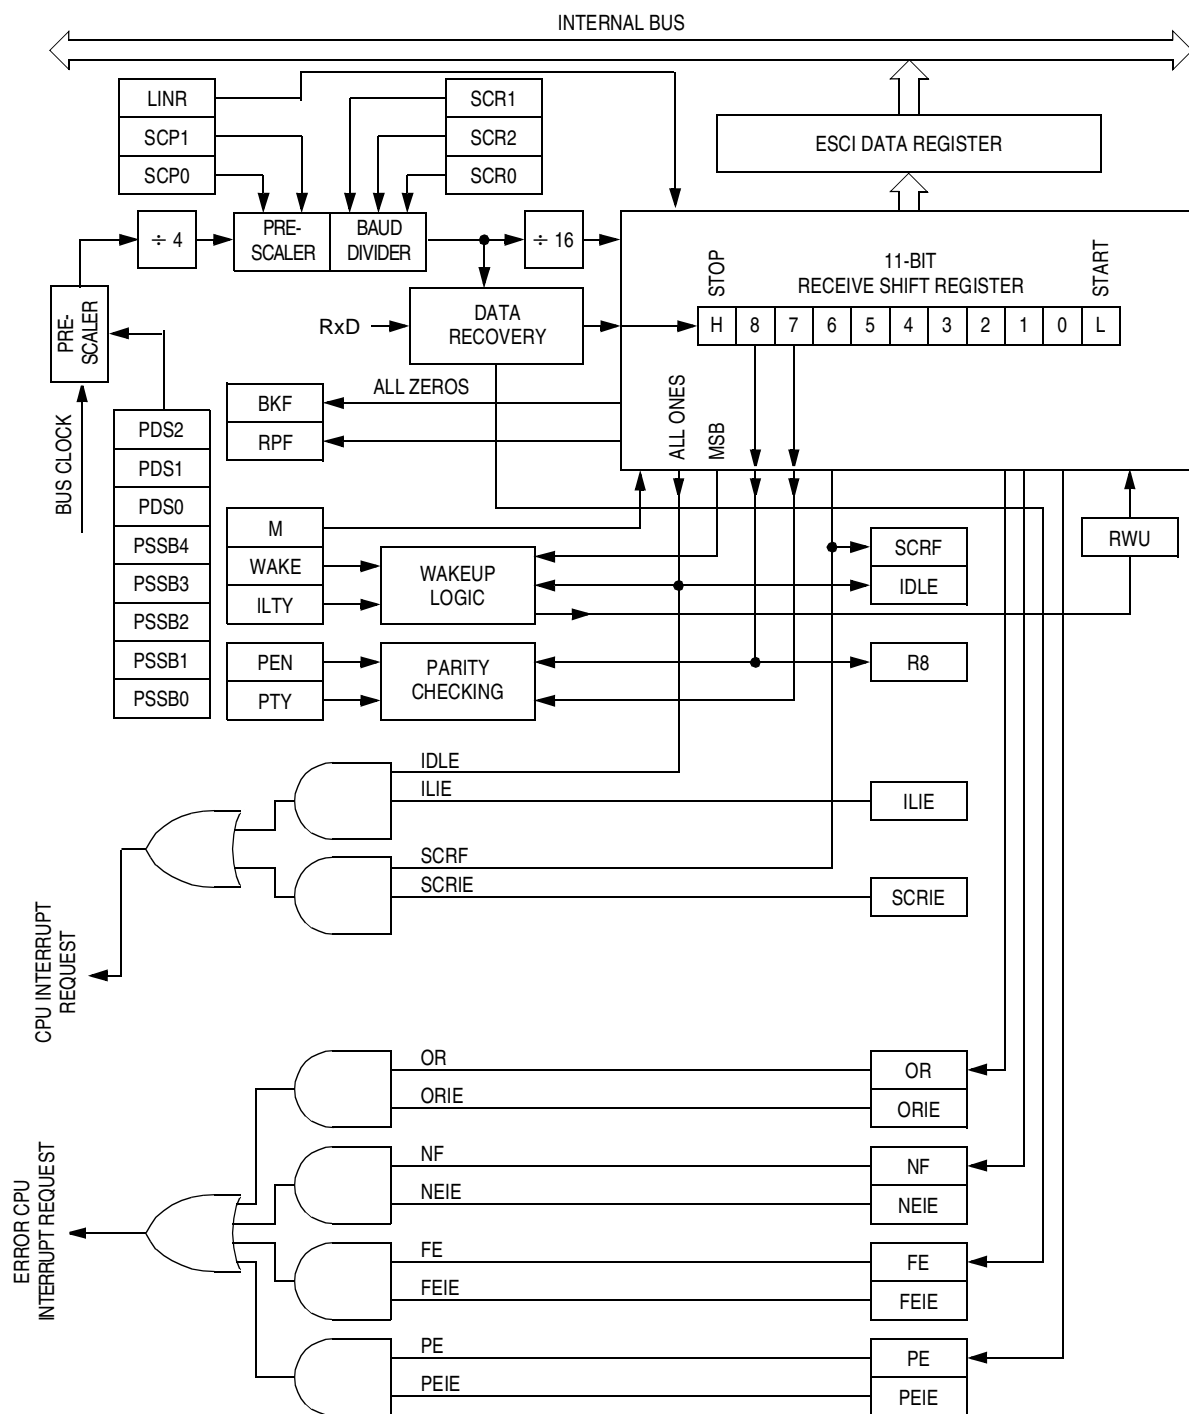 INTERNAL BUS
LINR
SCP1
SCP0
SCR1
SCR2
SCR0
ESCI DATA REGISTER
÷ 4
PRE-
SCALER
BAUD
DIVIDER
÷ 16
PRE-
SCALER
BUS CLOCK
RxD
DATA
RECOVERY
STOP
11-BIT
RECEIVE SHIFT REGISTER
START
H
8
7
6
5
4
3
2
1
0
L
ALL ZEROS
ALL ONES
MSB
BKF
RPF
PDS2
PDS1
PDS0
PSSB4
PSSB3
PSSB2
PSSB1
PSSB0
M
WAKE
ILTY
WAKEUP
LOGIC
SCRF
IDLE
RWU
PEN
PTY
PARITY
CHECKING
R8
IDLE
ILIE
ILIE
SCRF
SCRIE
SCRIE
CPU INTERRUPT
REQUEST
OR
ORIE
OR
ORIE
NF
NEIE
NF
NEIE
FE
FEIE
FE
FEIE
PE
PEIE
PE
PEIE
ERROR CPU
INTERRUPT REQUEST